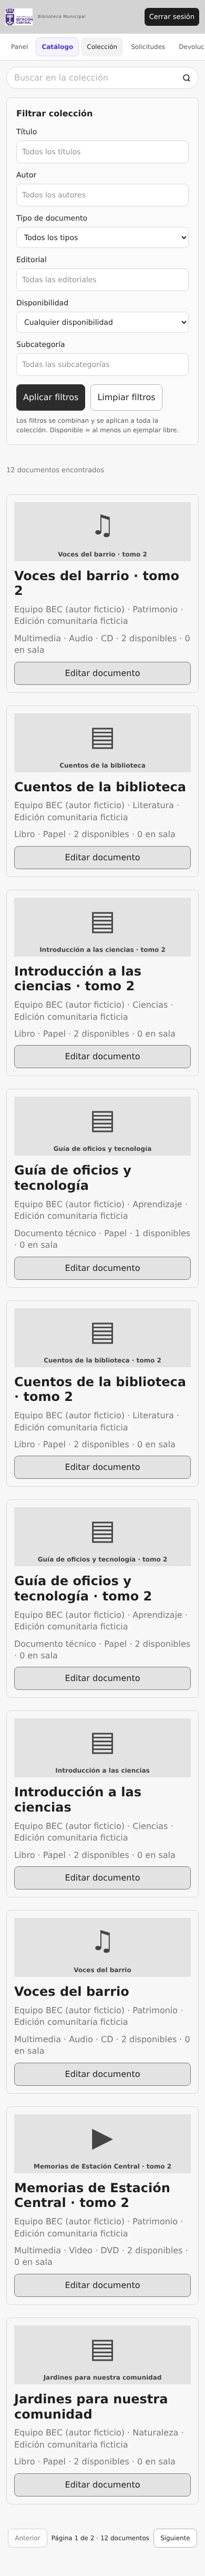 ESTACIÓN
CENTRAL
Biblioteca Municipal
Cerrar sesión
Panel
Catálogo
Colección
Solicitudes
Devoluc
Buscar en la colección
Filtrar colección
Título
Todos los títulos
Autor
Todos los autores
Tipo de documento
Todos los tipos
Editorial
Todas las editoriales
Disponibilidad
Cualquier disponibilidad
Subcategoría
Todas las subcategorías
Aplicar filtros
Limpiar filtros
Los filtros se combinan y se aplican a toda la
colección. Disponible = al menos un ejemplar libre.
12 documentos encontrados
Voces del barrio · tomo 2
Voces del barrio · tomo
2
Equipo BEC (autor ficticio) · Patrimonio ·
Edición comunitaria ficticia
Multimedia · Audio · CD · 2 disponibles · 0
en sala
Editar documento
Cuentos de la biblioteca
Cuentos de la biblioteca
Equipo BEC (autor ficticio) · Literatura ·
Edición comunitaria ficticia
Libro · Papel · 2 disponibles · 0 en sala
Editar documento
Introducción a las ciencias · tomo 2
Introducción a las
ciencias · tomo 2
Equipo BEC (autor ficticio) · Ciencias ·
Edición comunitaria ficticia
Libro · Papel · 2 disponibles · 0 en sala
Editar documento
Guía de oficios y tecnología
Guía de oficios y
tecnología
Equipo BEC (autor ficticio) · Aprendizaje ·
Edición comunitaria ficticia
Documento técnico · Papel · 1 disponibles
· 0 en sala
Editar documento
Cuentos de la biblioteca · tomo 2
Cuentos de la biblioteca
· tomo 2
Equipo BEC (autor ficticio) · Literatura ·
Edición comunitaria ficticia
Libro · Papel · 2 disponibles · 0 en sala
Editar documento
Guía de oficios y tecnología · tomo 2
Guía de oficios y
tecnología · tomo 2
Equipo BEC (autor ficticio) · Aprendizaje ·
Edición comunitaria ficticia
Documento técnico · Papel · 2 disponibles
· 0 en sala
Editar documento
Introducción a las ciencias
Introducción a las
ciencias
Equipo BEC (autor ficticio) · Ciencias ·
Edición comunitaria ficticia
Libro · Papel · 2 disponibles · 0 en sala
Editar documento
Voces del barrio
Voces del barrio
Equipo BEC (autor ficticio) · Patrimonio ·
Edición comunitaria ficticia
Multimedia · Audio · CD · 2 disponibles · 0
en sala
Editar documento
Memorias de Estación Central · tomo 2
Memorias de Estación
Central · tomo 2
Equipo BEC (autor ficticio) · Patrimonio ·
Edición comunitaria ficticia
Multimedia · Video · DVD · 2 disponibles ·
0 en sala
Editar documento
Jardines para nuestra comunidad
Jardines para nuestra
comunidad
Equipo BEC (autor ficticio) · Naturaleza ·
Edición comunitaria ficticia
Libro · Papel · 2 disponibles · 0 en sala
Editar documento
Anterior
Página 1 de 2 · 12 documentos
Siguiente